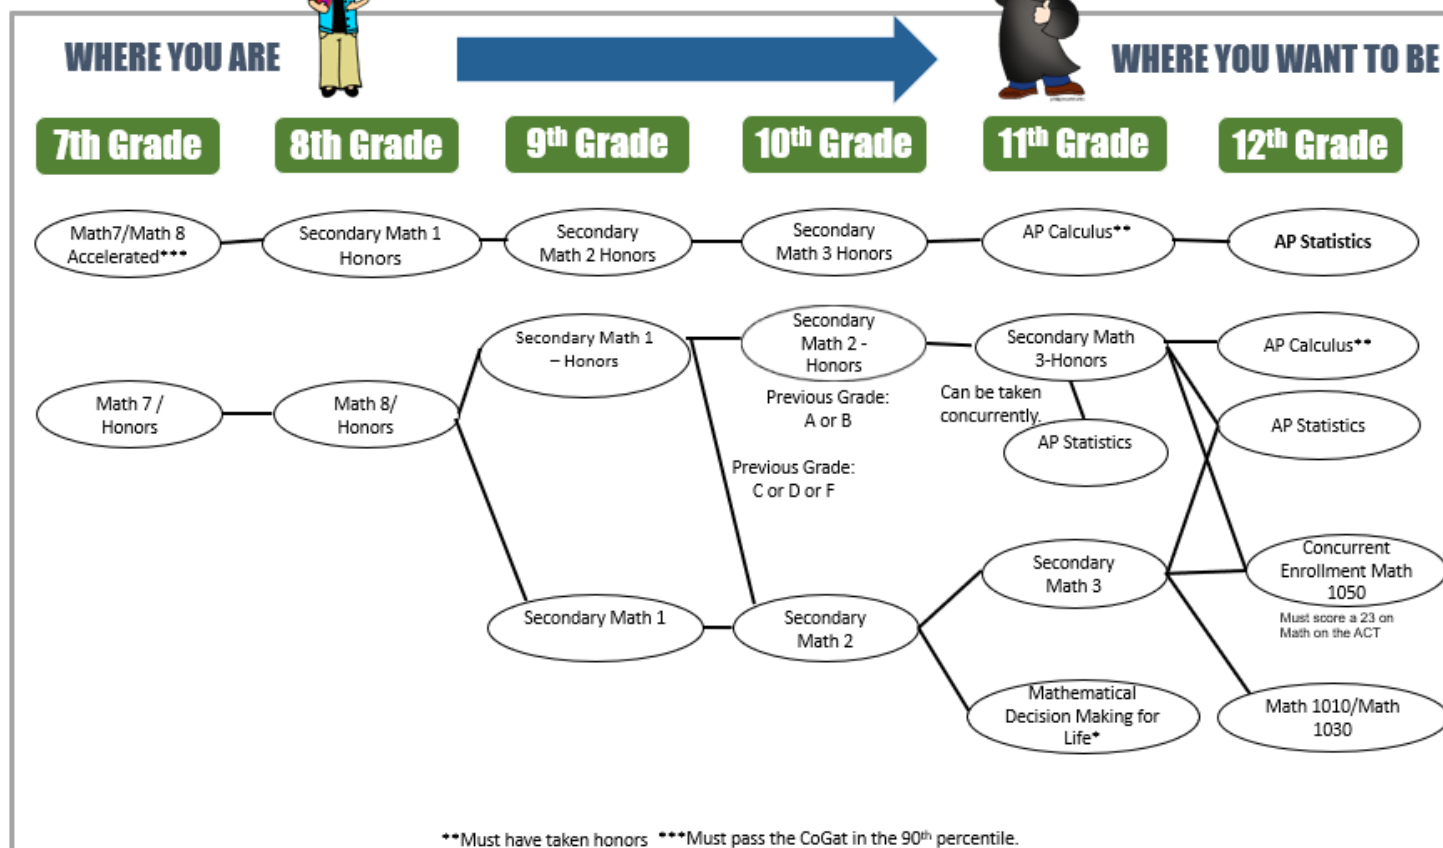 WHERE YOU ARE
WHERE YOU WANT TO BE
7th Grade
8th Grade
9th Grade
10th Grade
11th Grade
12th Grade
Math7/Math 8
Accelerated***
Secondary Math 1
Honors
Secondary
Math 2 Honors
Secondary
Math 3 Honors
AP Calculus**
AP Statistics
Math 7 /
Honors
Math 8/
Honors
Secondary Math 1
– Honors
Secondary
Math 2 -
Honors
Previous Grade:
A or B
Previous Grade:
C or D or F
Secondary Math
3-Honors
Can be taken
concurrently.
AP Statistics
AP Calculus**
AP Statistics
Secondary Math 1
Secondary
Math 2
Secondary
Math 3
Mathematical
Decision Making for
Life*
Concurrent
Enrollment Math
1050
Must score a 23 on
Math on the ACT
Math 1010/Math
1030
**Must have taken honors ***Must pass the CoGat in the 90th percentile.